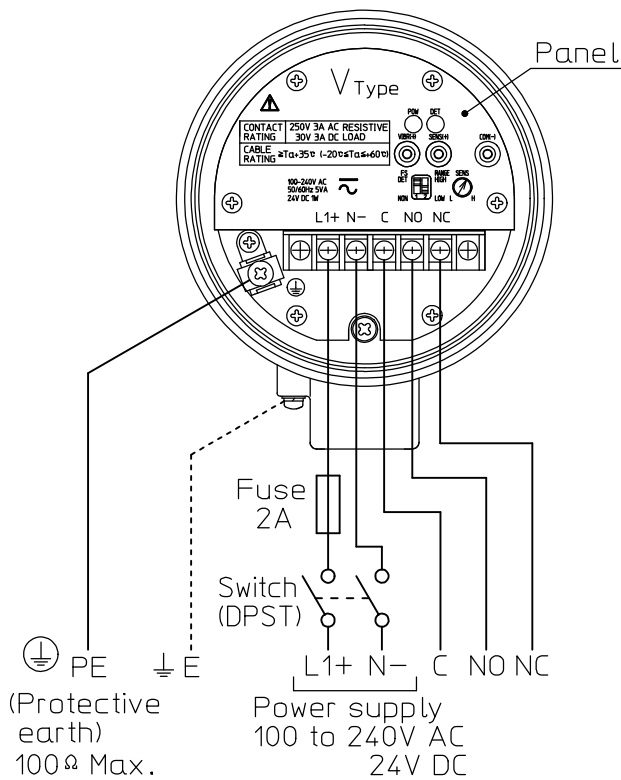 Panel
V Type
POW DET
CONTACT RATING 250V 3A AC RESISTIVE
30V 3A DC LOAD
CABLE RATING ≥Ta+35℃ (-20℃≤Ta≤+60℃)
VIBR(-) SENS(+) COM(-)
100-240V AC
50/60Hz 5VA
24V DC 1W
FS RANGE SENS
DET HIGH
NON LOW L H
L1+ N- C NO NC
Fuse
2A
Switch
(DPST)
PE E L1+ N- C NO NC
(Protective
earth)
100Ω Max.
Power supply
100 to 240V AC
24V DC